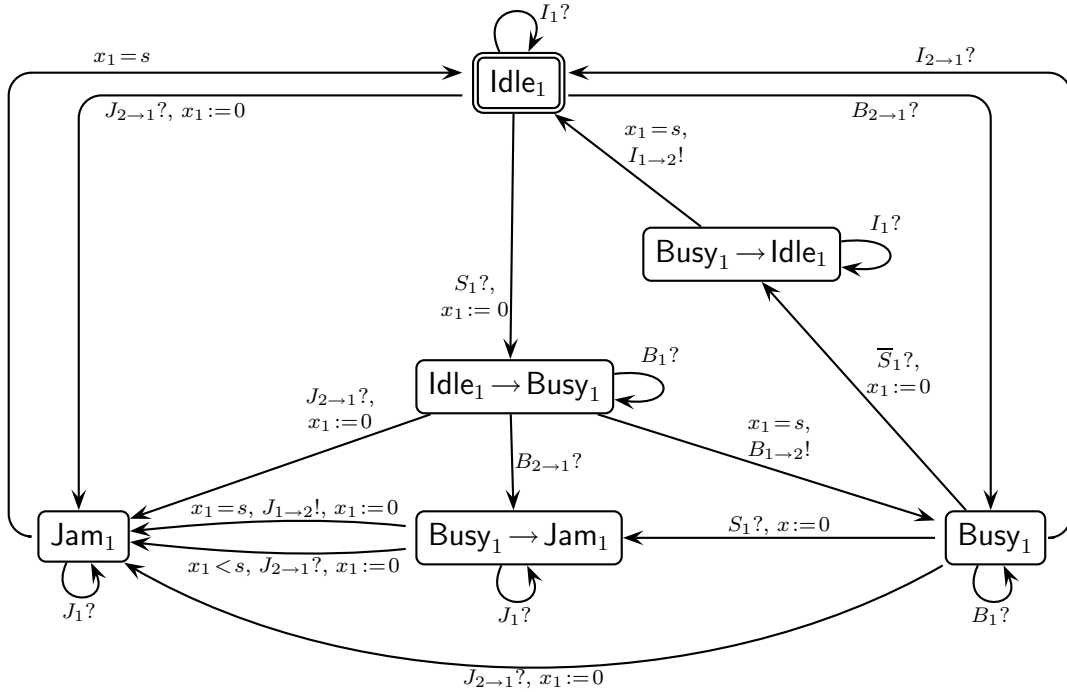 I₁?
x₁=s
Idle₁
I₂→₁?
J₂→₁?, x₁:=0
B₂→₁?
x₁=s,
I₁→₂!
I₁?
Busy₁→Idle₁
S₁?,
x₁:=0
B₁?
S̅₁?,
x₁:=0
Idle₁→Busy₁
J₂→₁?,
x₁:=0
x₁=s,
B₁→₂!
B₂→₁?
x₁=s, J₁→₂!, x₁:=0
S₁?, x:=0
Jam₁
Busy₁→Jam₁
Busy₁
x₁<s, J₂→₁?, x₁:=0
J₁?
J₁?
B₁?
J₂→₁?, x₁:=0